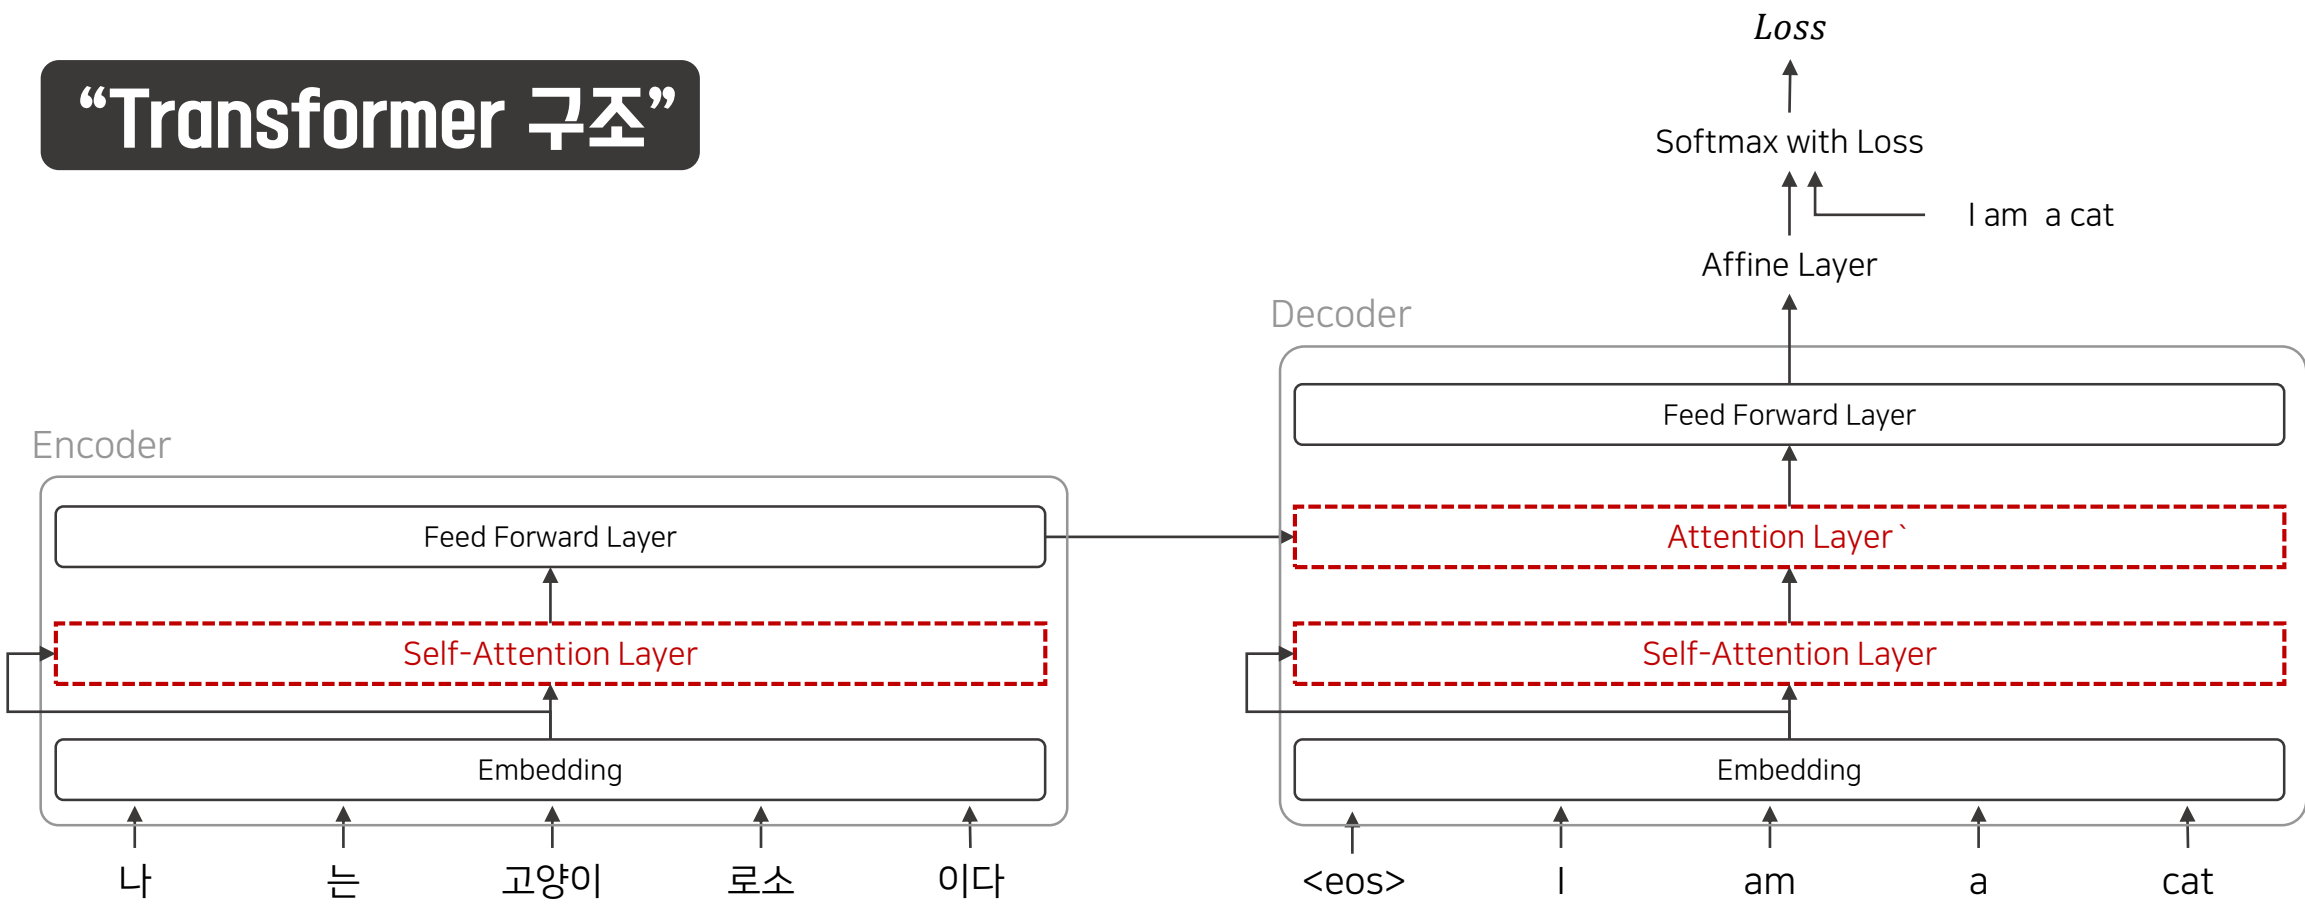 “Transformer 구조”
Loss
Softmax with Loss
I am a cat
Affine Layer
Decoder
Feed Forward Layer
Encoder
Feed Forward Layer
Attention Layer`
Self-Attention Layer
Self-Attention Layer
Embedding
Embedding
나 는 고양이 로소 이다
<eos> I am a cat